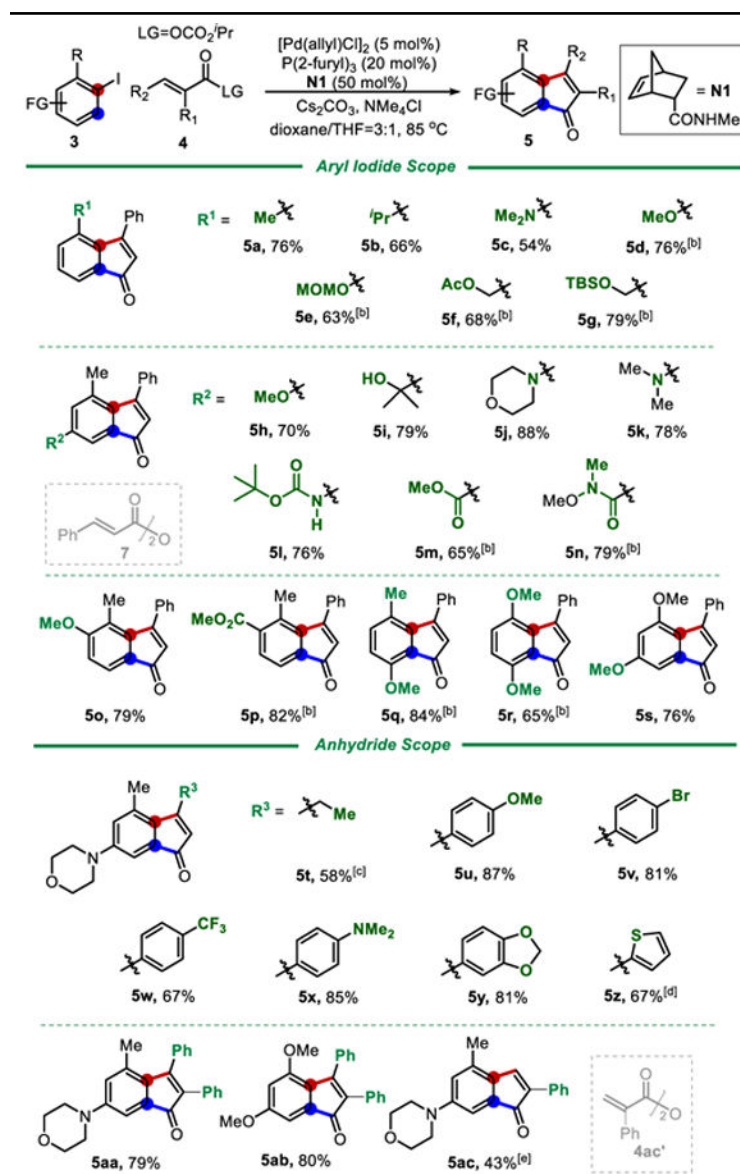 LG=OCO₂ⁱPr
R
I
FG
3
R₂
O
LG
R₁
4
[Pd(allyl)Cl]₂ (5 mol%)
P(2-furyl)₃ (20 mol%)
N1 (50 mol%)
Cs₂CO₃, NMe₄Cl
dioxane/THF=3:1, 85 °C
R
R₂
FG
R₁
O
5
= N1
CONHMe
Aryl Iodide Scope
R¹
Ph
O
R¹ =
Me
ⁱPr
Me₂N
MeO
5a, 76%
5b, 66%
5c, 54%
5d, 76%[b]
MOMO
AcO
TBSO
5e, 63%[b]
5f, 68%[b]
5g, 79%[b]
Me
Ph
R²
O
R² =
MeO
HO
N
O
Me
N
Me
5h, 70%
5i, 79%
5j, 88%
5k, 78%
O
Ph
2
O
7
O
O
N
H
MeO
O
Me
MeO
N
O
5l, 76%
5m, 65%[b]
5n, 79%[b]
Me
Ph
MeO
O
MeO₂C
Me
Ph
O
Me
Ph
OMe
O
OMe
Ph
OMe
O
OMe
Ph
MeO
O
5o, 79%
5p, 82%[b]
5q, 84%[b]
5r, 65%[b]
5s, 76%
Anhydride Scope
Me
R³
N
O
O
R³ =
Me
OMe
Br
5t, 58%[c]
5u, 87%
5v, 81%
CF₃
NMe₂
O
O
S
5w, 67%
5x, 85%
5y, 81%
5z, 67%[d]
Me
Ph
Ph
N
O
O
OMe
Ph
Ph
MeO
O
Me
Ph
N
O
O
O
2
O
Ph
4ac'
5aa, 79%
5ab, 80%
5ac, 43%[e]